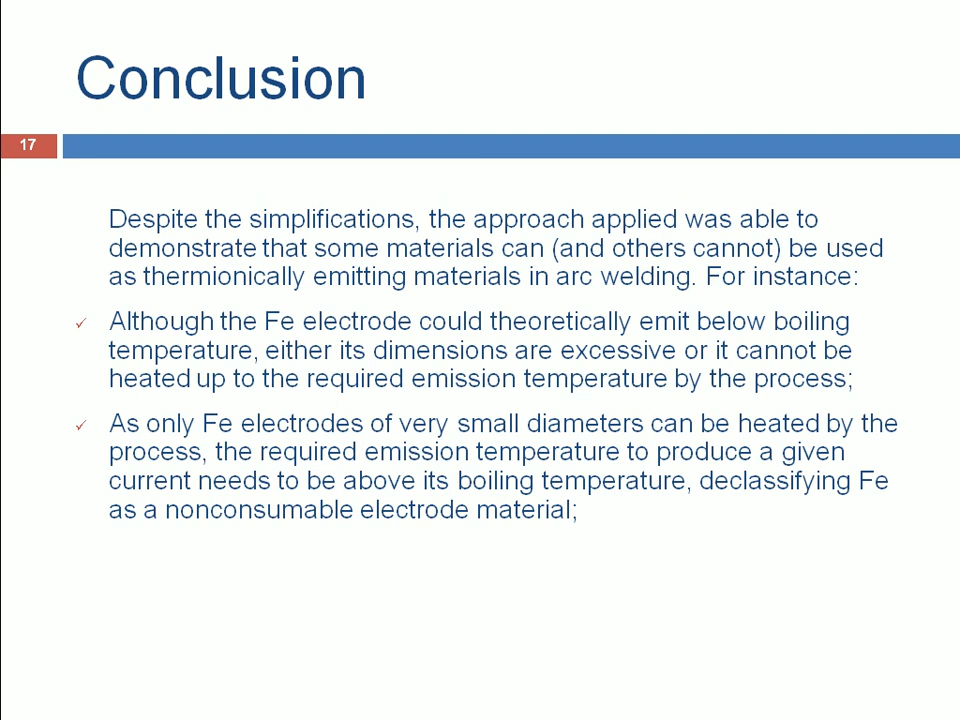 Conclusion
17
Despite the simplifications, the approach applied was able to
demonstrate that some materials can (and others cannot) be used
as thermionically emitting materials in arc welding. For instance:
Although the Fe electrode could theoretically emit below boiling
temperature, either its dimensions are excessive or it cannot be
heated up to the required emission temperature by the process;
As only Fe electrodes of very small diameters can be heated by the
process, the required emission temperature to produce a given
current needs to be above its boiling temperature, declassifying Fe
as a nonconsumable electrode material;